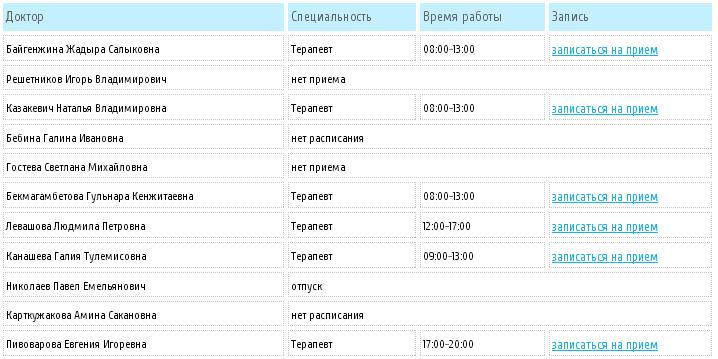 Доктор Специальность Время работы Запись
Байгенжина Жадыра Салыковна Терапевт 08:00-13:00 записаться на прием
Решетников Игорь Владимирович нет приема
Казакевич Наталья Владимировна Терапевт 08:00-13:00 записаться на прием
Бебина Галина Ивановна нет расписания
Гостева Светлана Михайловна нет приема
Бекмагамбетова Гульнара Кенжитаевна Терапевт 08:00-13:00 записаться на прием
Левашова Людмила Петровна Терапевт 12:00-17:00 записаться на прием
Канашева Галия Тулемисовна Терапевт 09:00-13:00 записаться на прием
Николаев Павел Емельянович отпуск
Карткужакова Амина Сакановна нет расписания
Пивоварова Евгения Игоревна Терапевт 17:00-20:00 записаться на прием